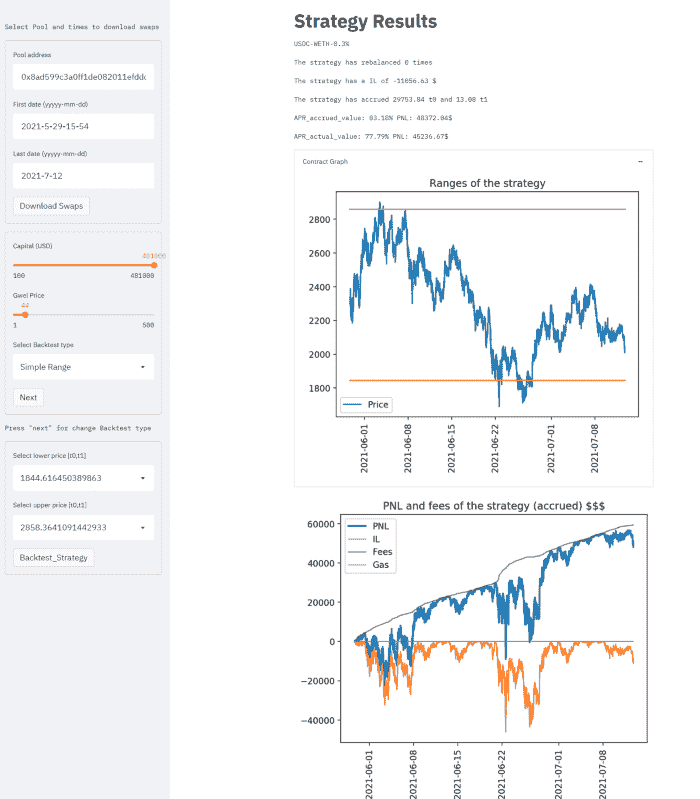 Select Pool and times to download swaps
Pool address
0x8ad599c3a0ff1de082011efddc
First date (yyyyy-mm-dd)
2021-5-29-15-54
Last date (yyyyy-mm-dd)
2021-7-12
Download Swaps
Capital (USD)
481000
100 481000
Gwei Price
44
1 500
Select Backtest type
Simple Range
Next
Press "next" for change Backtest type
Select lower price [t0,t1]
1844.616450389863
Select upper price [t0,t1]
2858.3641091442933
Backtest_Strategy
Strategy Results
USDC-WETH-0.3%
The strategy has rebalanced 0 times
The strategy has a IL of -11056.63 $
The strategy has accrued 29753.84 t0 and 13.08 t1
APR_accrued_value: 83.18% PNL: 48372.04$
APR_actual_value: 77.79% PNL: 45236.67$
Contract Graph
Ranges of the strategy
2800
2600
2400
2200
2000
1800
Price
2021-06-01
2021-06-08
2021-06-15
2021-06-22
2021-07-01
2021-07-08
PNL and fees of the strategy (accrued) $$$
60000
40000
20000
0
−20000
−40000
PNL
IL
Fees
Gas
2021-06-01
2021-06-08
2021-06-15
2021-06-22
2021-07-01
2021-07-08